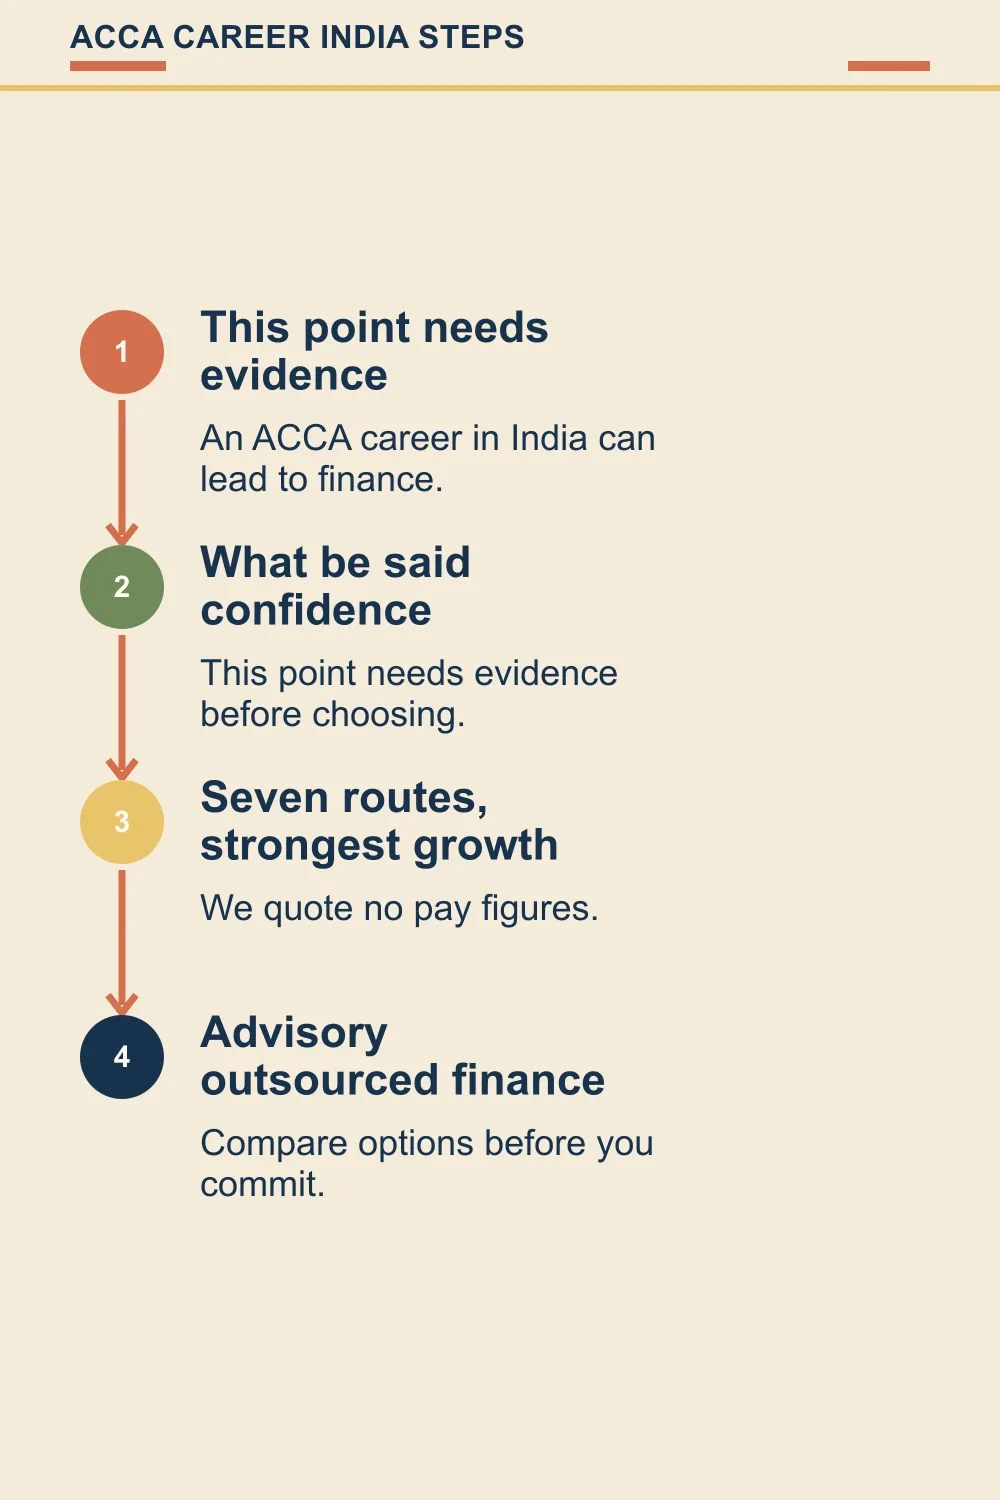 ACCA CAREER INDIA STEPS
1
This point needs
evidence
An ACCA career in India can
lead to finance.
2
What be said
confidence
This point needs evidence
before choosing.
3
Seven routes,
strongest growth
We quote no pay figures.
4
Advisory
outsourced finance
Compare options before you
commit.